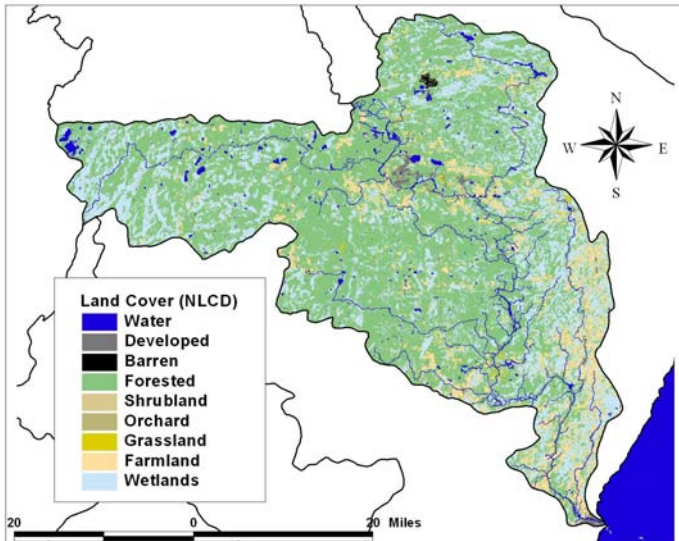 N
W E
S
Land Cover (NLCD)
Water
Developed
Barren
Forested
Shrubland
Orchard
Grassland
Farmland
Wetlands
20 0 20 Miles